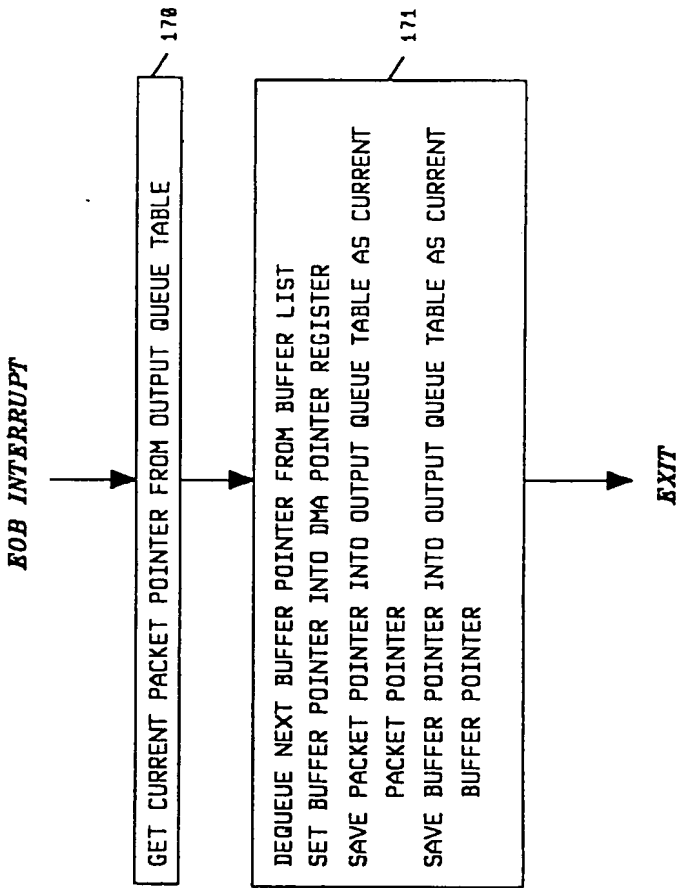 EOB INTERRUPT
170
GET CURRENT PACKET POINTER FROM OUTPUT QUEUE TABLE
171
DEQUEUE NEXT BUFFER POINTER FROM BUFFER LIST
SET BUFFER POINTER INTO DMA POINTER REGISTER
SAVE PACKET POINTER INTO OUTPUT QUEUE TABLE AS CURRENT
PACKET POINTER
SAVE BUFFER POINTER INTO OUTPUT QUEUE TABLE AS CURRENT
BUFFER POINTER
EXIT